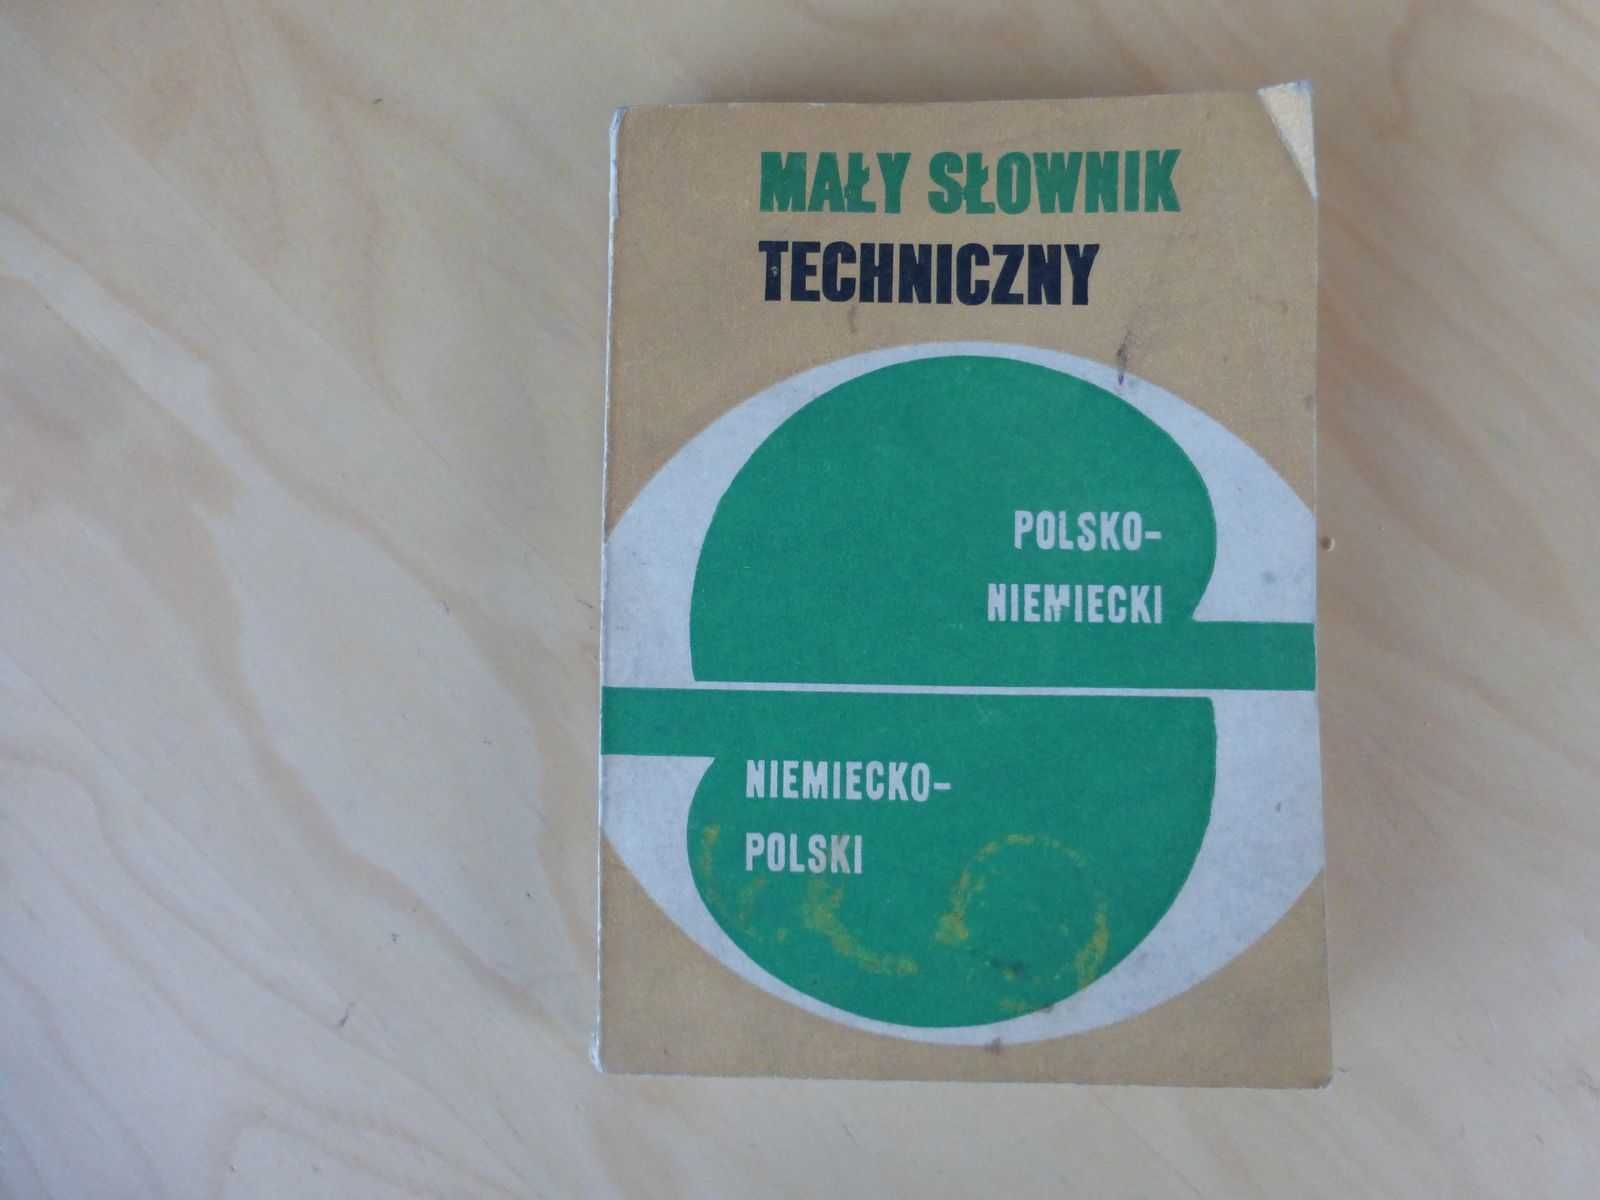 MAŁY SŁOWNIK
TECHNICZNY
POLSKO-
NIEMIECKI
NIEMIECKO-
POLSKI